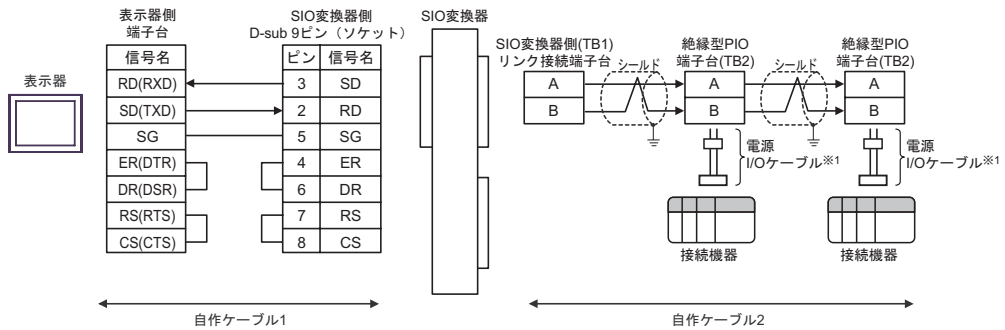 表示器
表示器側
端子台
信号名
RD(RXD)
SD(TXD)
SG
ER(DTR)
DR(DSR)
RS(RTS)
CS(CTS)
SIO変換器側
D-sub 9ピン（ソケット）
ピン 信号名
3 SD
2 RD
5 SG
4 ER
6 DR
7 RS
8 CS
自作ケーブル1
SIO変換器
SIO変換器側(TB1)
リンク接続端子台
A
B
シールド
絶縁型PIO
端子台(TB2)
A
B
シールド
絶縁型PIO
端子台(TB2)
A
B
電源
I/Oケーブル※1
電源
I/Oケーブル※1
接続機器
接続機器
自作ケーブル2